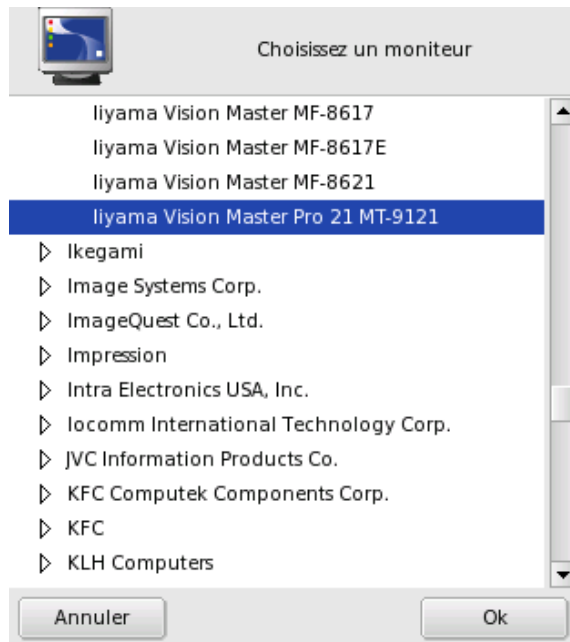 Choisissez un moniteur
Iiyama Vision Master MF-8617
Iiyama Vision Master MF-8617E
Iiyama Vision Master MF-8621
Iiyama Vision Master Pro 21 MT-9121
Ikegami
Image Systems Corp.
ImageQuest Co., Ltd.
Impression
Intra Electronics USA, Inc.
Iocomm International Technology Corp.
JVC Information Products Co.
KFC Computek Components Corp.
KFC
KLH Computers
Annuler Ok